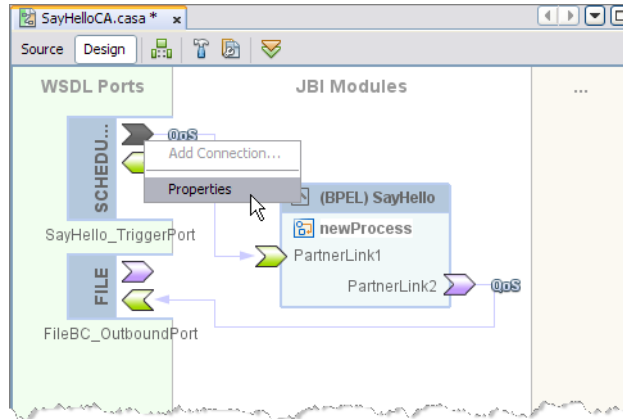 SayHelloCA.casa * x
Source Design
WSDL Ports JBI Modules ...
SCHEDU...
QoS
Add Connection...
Properties
(BPEL) SayHello
newProcess
SayHello_TriggerPort
PartnerLink1
FILE
PartnerLink2 QoS
FileBC_OutboundPort